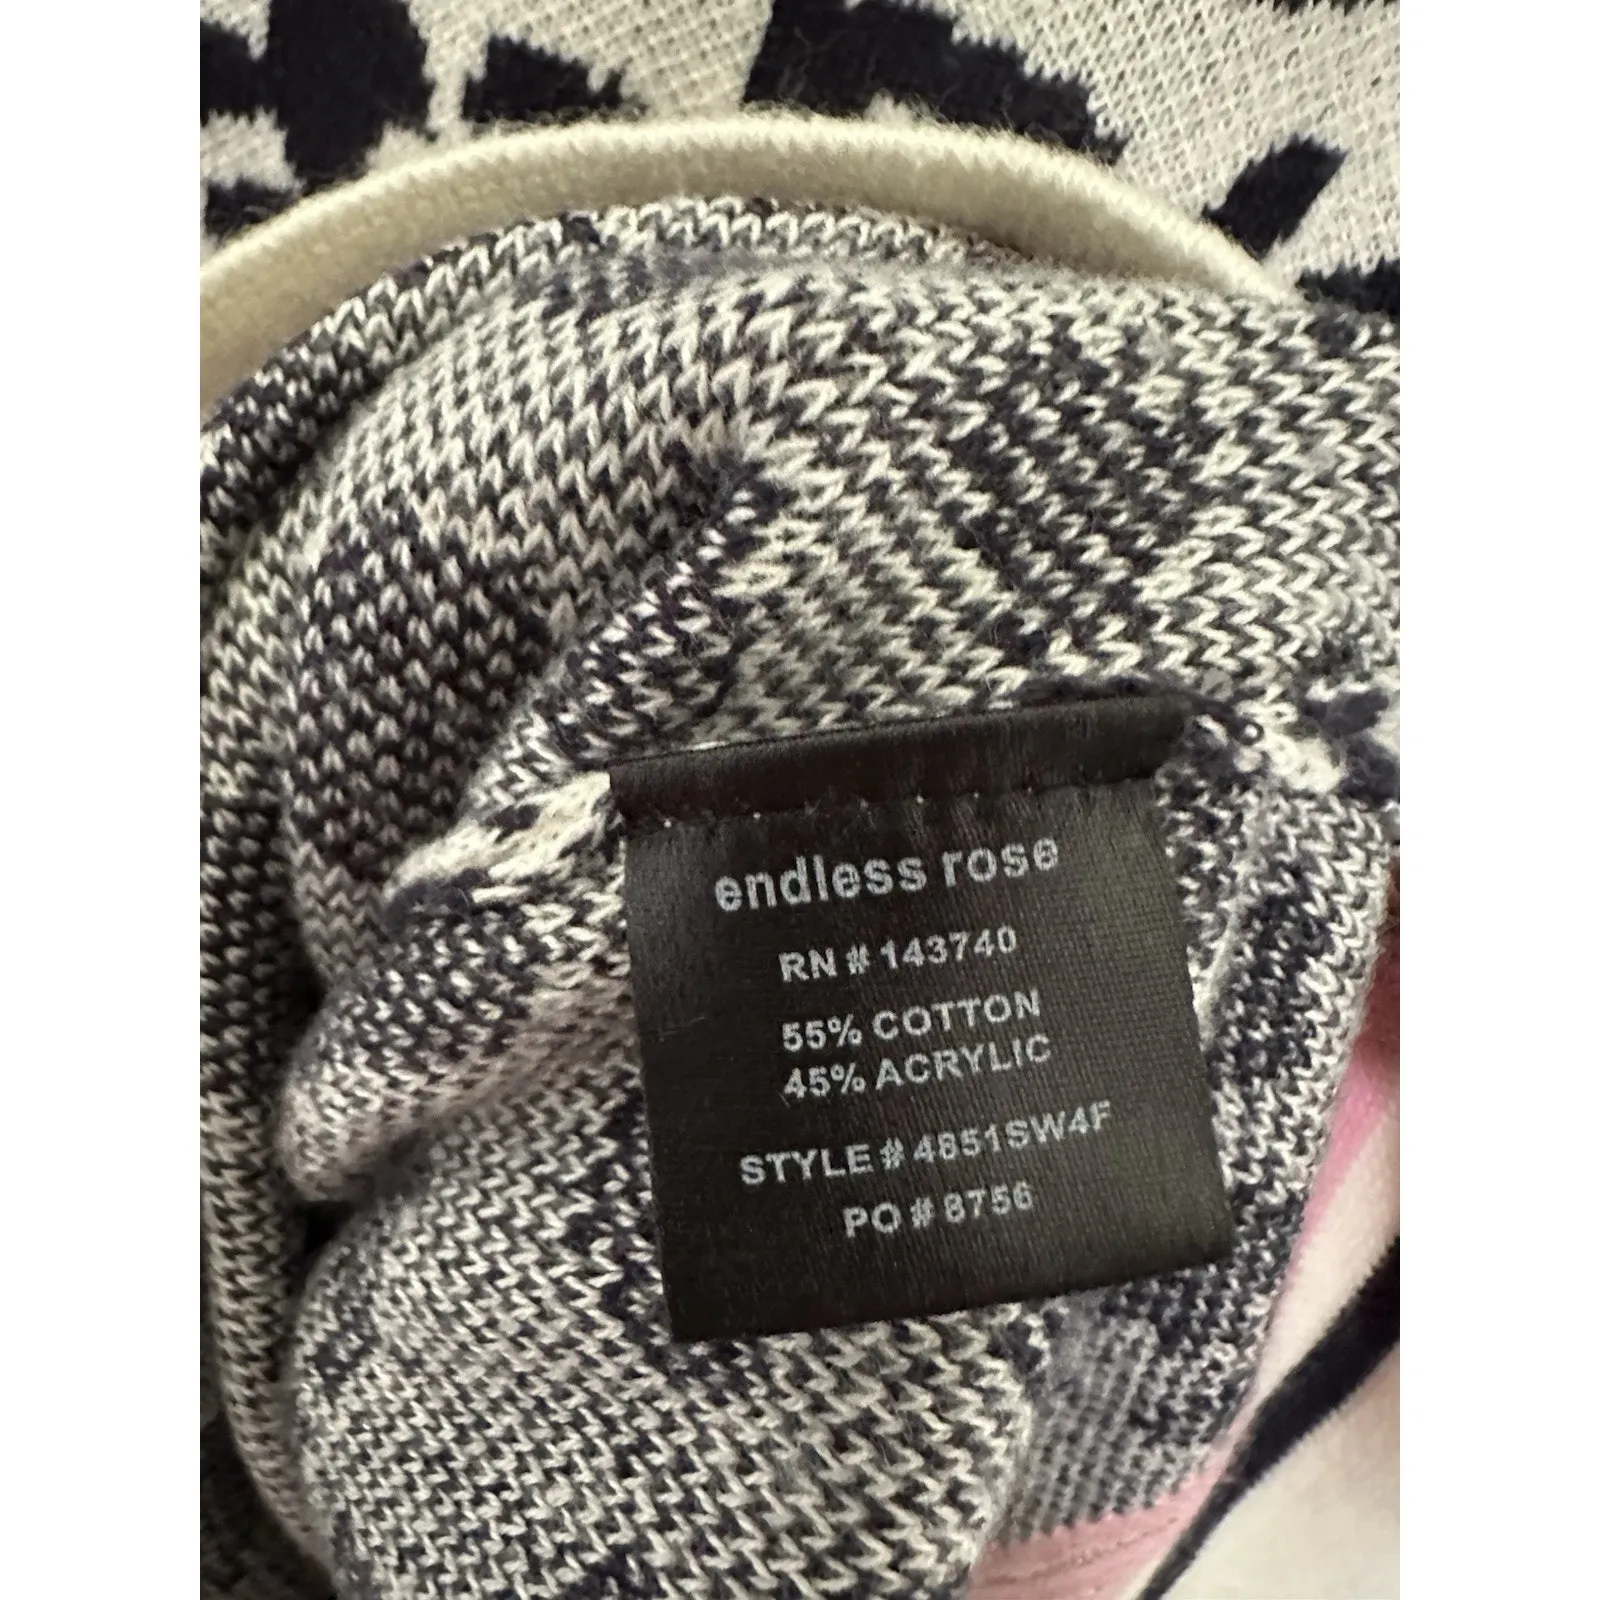 endless rose
RN # 143740
55% COTTON
45% ACRYLIC
STYLE # 4851SW4F
PO # 8756